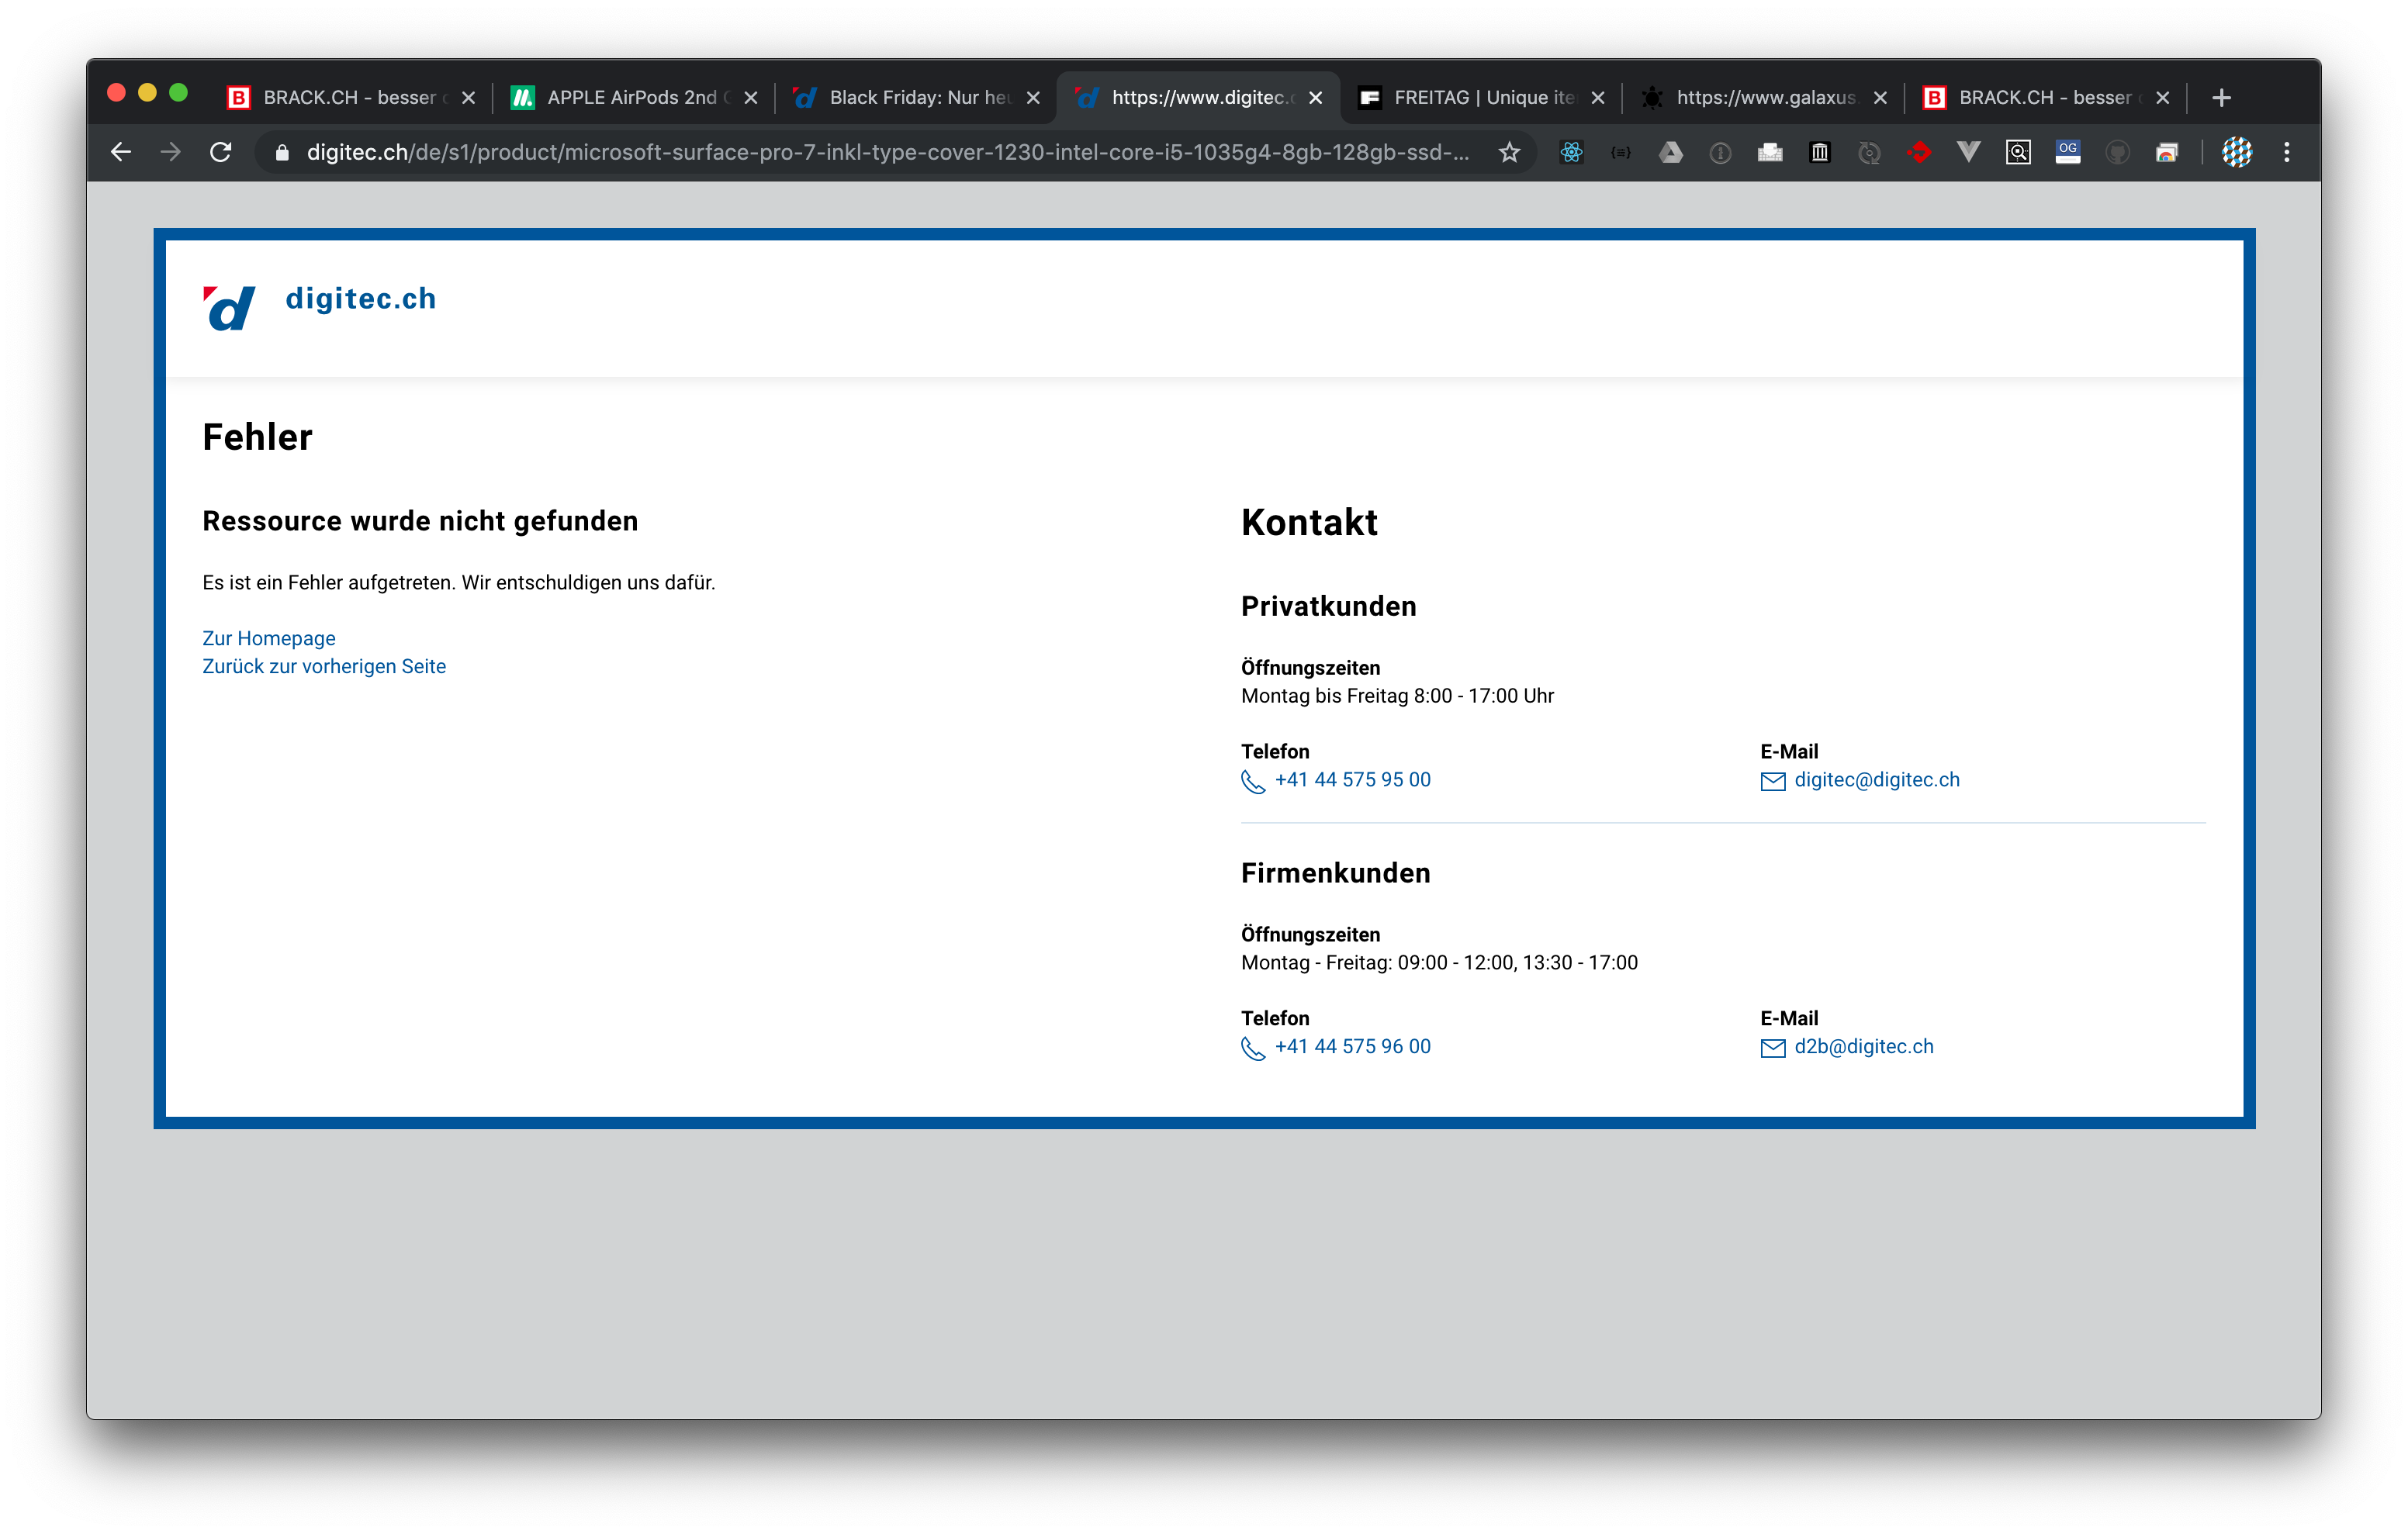 BRACK.CH - besser
APPLE AirPods 2nd
Black Friday: Nur heu
https://www.digitec.c
FREITAG | Unique ite
https://www.galaxus.
BRACK.CH - besser
digitec.ch/de/s1/product/microsoft-surface-pro-7-inkl-type-cover-1230-intel-core-i5-1035g4-8gb-128gb-ssd-...
OG
digitec.ch
Fehler
Ressource wurde nicht gefunden
Es ist ein Fehler aufgetreten. Wir entschuldigen uns dafür.
Zur Homepage
Zurück zur vorherigen Seite
Kontakt
Privatkunden
Öffnungszeiten
Montag bis Freitag 8:00 - 17:00 Uhr
Telefon
+41 44 575 95 00
E-Mail
digitec@digitec.ch
Firmenkunden
Öffnungszeiten
Montag - Freitag: 09:00 - 12:00, 13:30 - 17:00
Telefon
+41 44 575 96 00
E-Mail
d2b@digitec.ch